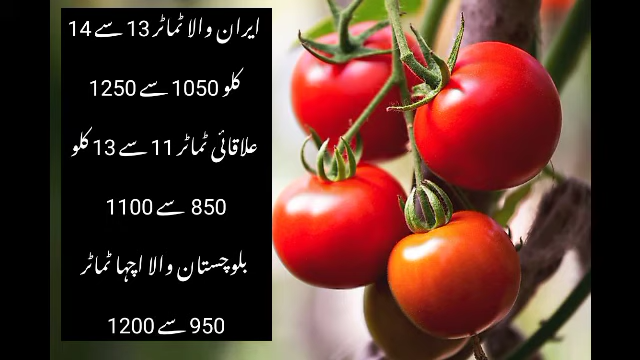 ایران والا ٹماٹر 13 سے 14
کلو 1050 سے 1250
علاقائی ٹماٹر 11 سے 13 کلو
850 سے 1100
بلوچستان والا اچھا ٹماٹر
950 سے 1200